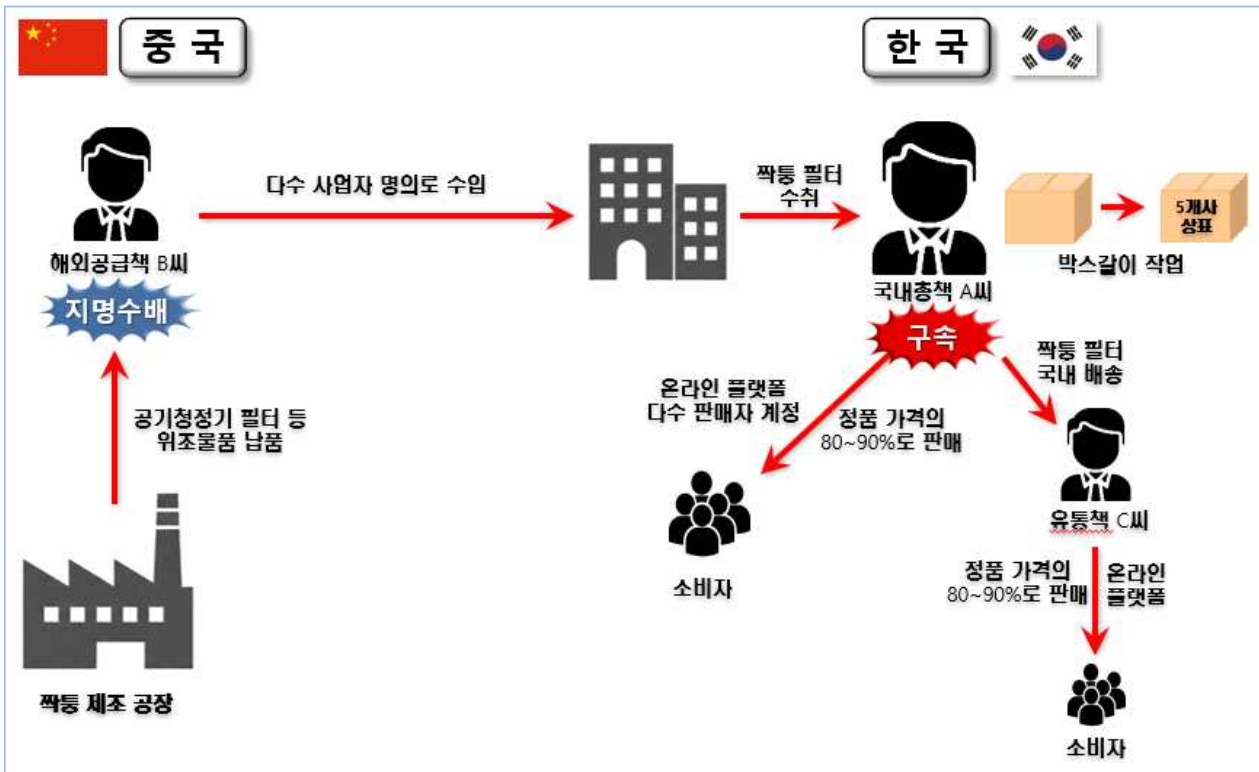 중 국
한 국
다수 사업자 명의로 수입
짝퉁 필터
수취
5개사
상표
해외공급책 B씨
지명수배
국내총책 A씨
구속
박스갈이 작업
짝퉁 필터
국내 배송
온라인 플랫폼
다수 판매자 계정
정품 가격의
80~90%로 판매
공기청정기 필터 등
위조물품 납품
유통책 C씨
소비자
정품 가격의
80~90%로 판매
온라인
플랫폼
짝퉁 제조 공장
소비자